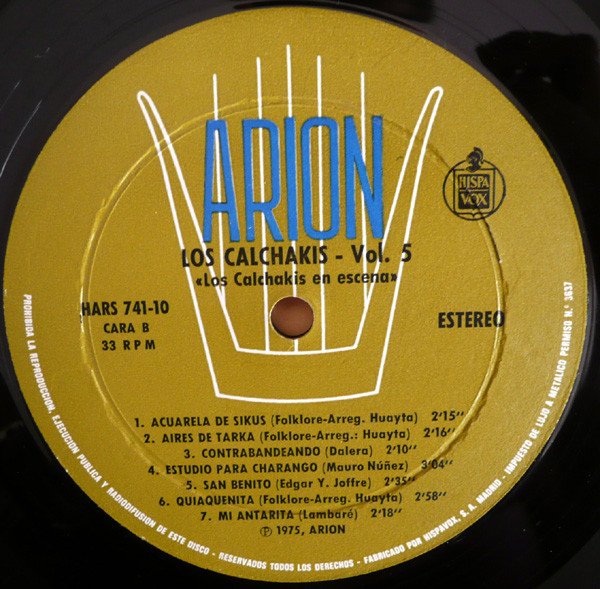 ARION
HISPA
VOX
LOS CALCHAKIS - Vol. 5
«Los Calchakis en escena»
HARS 741-10
CARA B
33 RPM
ESTEREO
1. ACUARELA DE SIKUS (Folklore-Arreg. Huayta) 2'15''
2. AIRES DE TARKA (Folklore-Arreg.: Huayta) 2'16''
3. CONTRABANDEANDO (Dalera) 2'10''
4. ESTUDIO PARA CHARANGO (Mauro Núñez) 3'04''
5. SAN BENITO (Edgar Y. Joffre) 2'35''
6. QUIAQUENITA (Folklore-Arreg. Huayta) 2'58''
7. MI ANTARITA (Lambaré) 2'18''
℗ 1975, ARION
PROHIBIDA LA REPRODUCCION, EJECUCION PUBLICA Y RADIODIFUSION DE ESTE DISCO - RESERVADOS TODOS LOS DERECHOS - FABRICADO POR HISPAVOX, S. A. MADRID - IMPUESTO DE LUJO A METALICO PERMISO N.° 3637